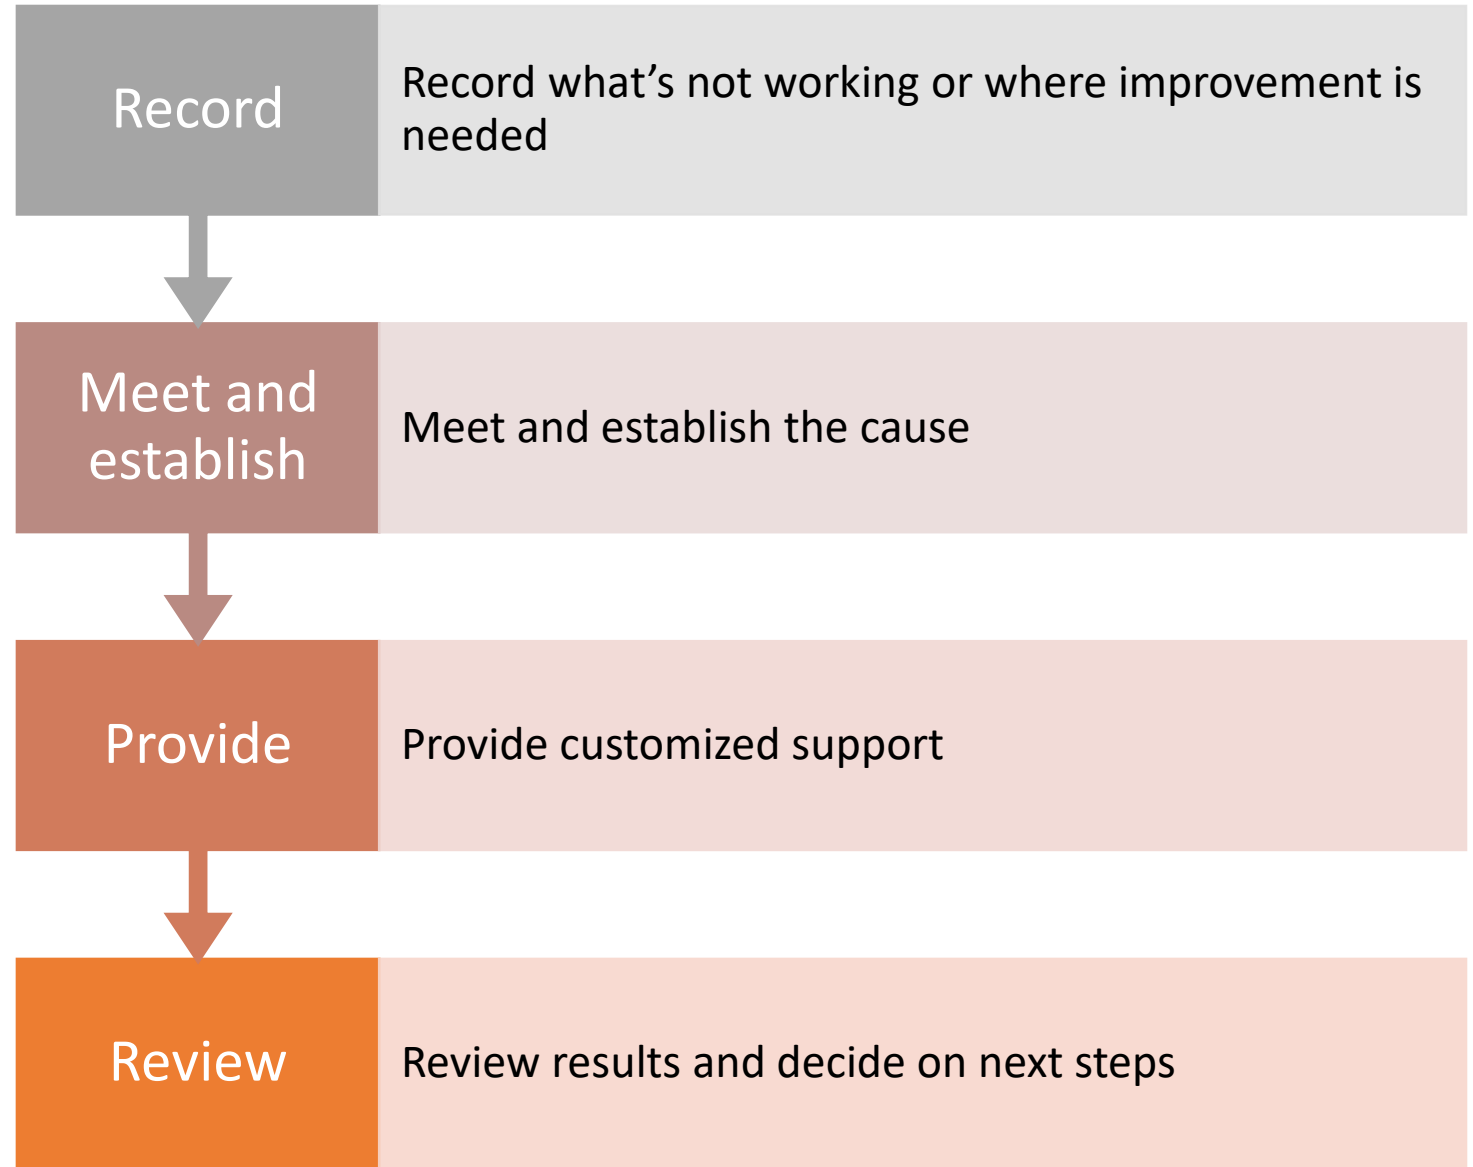 Record
Record what’s not working or where improvement is
needed
Meet and
establish
Meet and establish the cause
Provide
Provide customized support
Review
Review results and decide on next steps